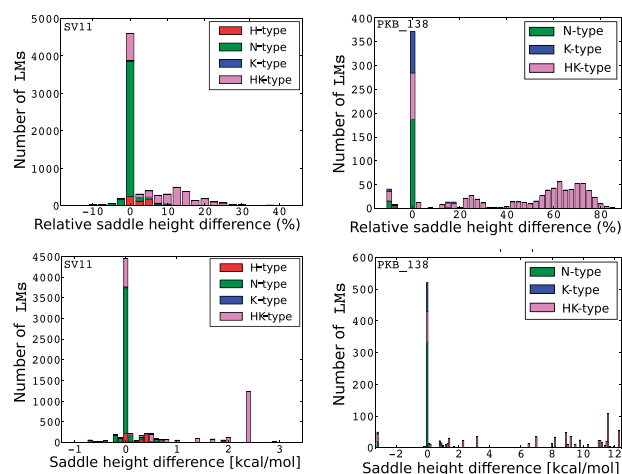 SV11
H-type
N-type
K-type
HK-type
Number of LMs
5000
4000
3000
2000
1000
0
-10 0 10 20 30 40
Relative saddle height difference (%)
PKB_138
N-type
K-type
HK-type
Number of LMs
400
350
300
250
200
150
100
50
0
0 20 40 60 80
Relative saddle height difference (%)
SV11
H-type
N-type
K-type
HK-type
Number of LMs
4500
4000
3500
3000
2500
2000
1500
1000
500
0
-1 0 1 2 3
Saddle height difference [kcal/mol]
PKB_138
N-type
K-type
HK-type
Number of LMs
600
500
400
300
200
100
0
-2 0 2 4 6 8 10 12
Saddle height difference [kcal/mol]